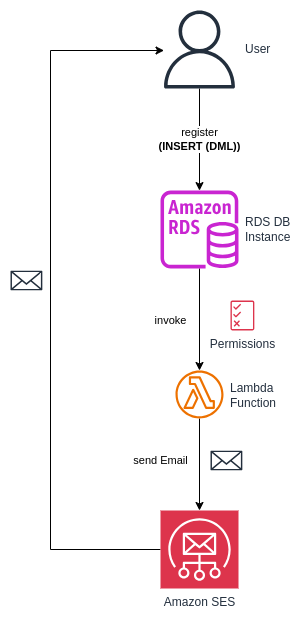 User
register
(INSERT (DML))
Amazon
RDS
RDS DB
Instance
invoke
Permissions
Lambda
Function
send Email
Amazon SES